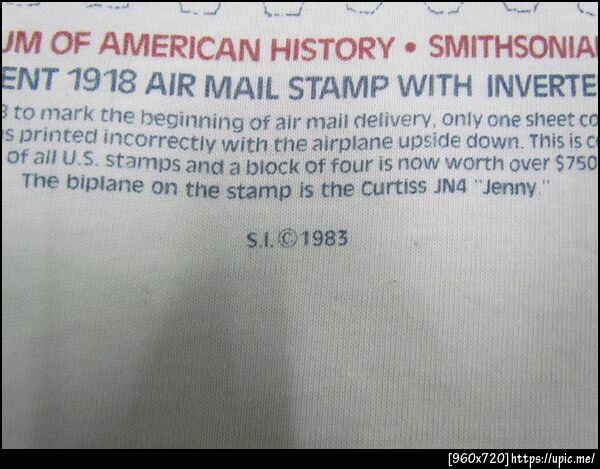 UM OF AMERICAN HISTORY • SMITHSONIA
ENT 1918 AIR MAIL STAMP WITH INVERTE
8 to mark the beginning of air mail delivery, only one sheet co
s printed incorrectly with the airplane upside down. This is c
of all U.S. stamps and a block of four is now worth over $750
The biplane on the stamp is the Curtiss JN4 "Jenny."
S.I. © 1983
[960x720]https://upic.me/